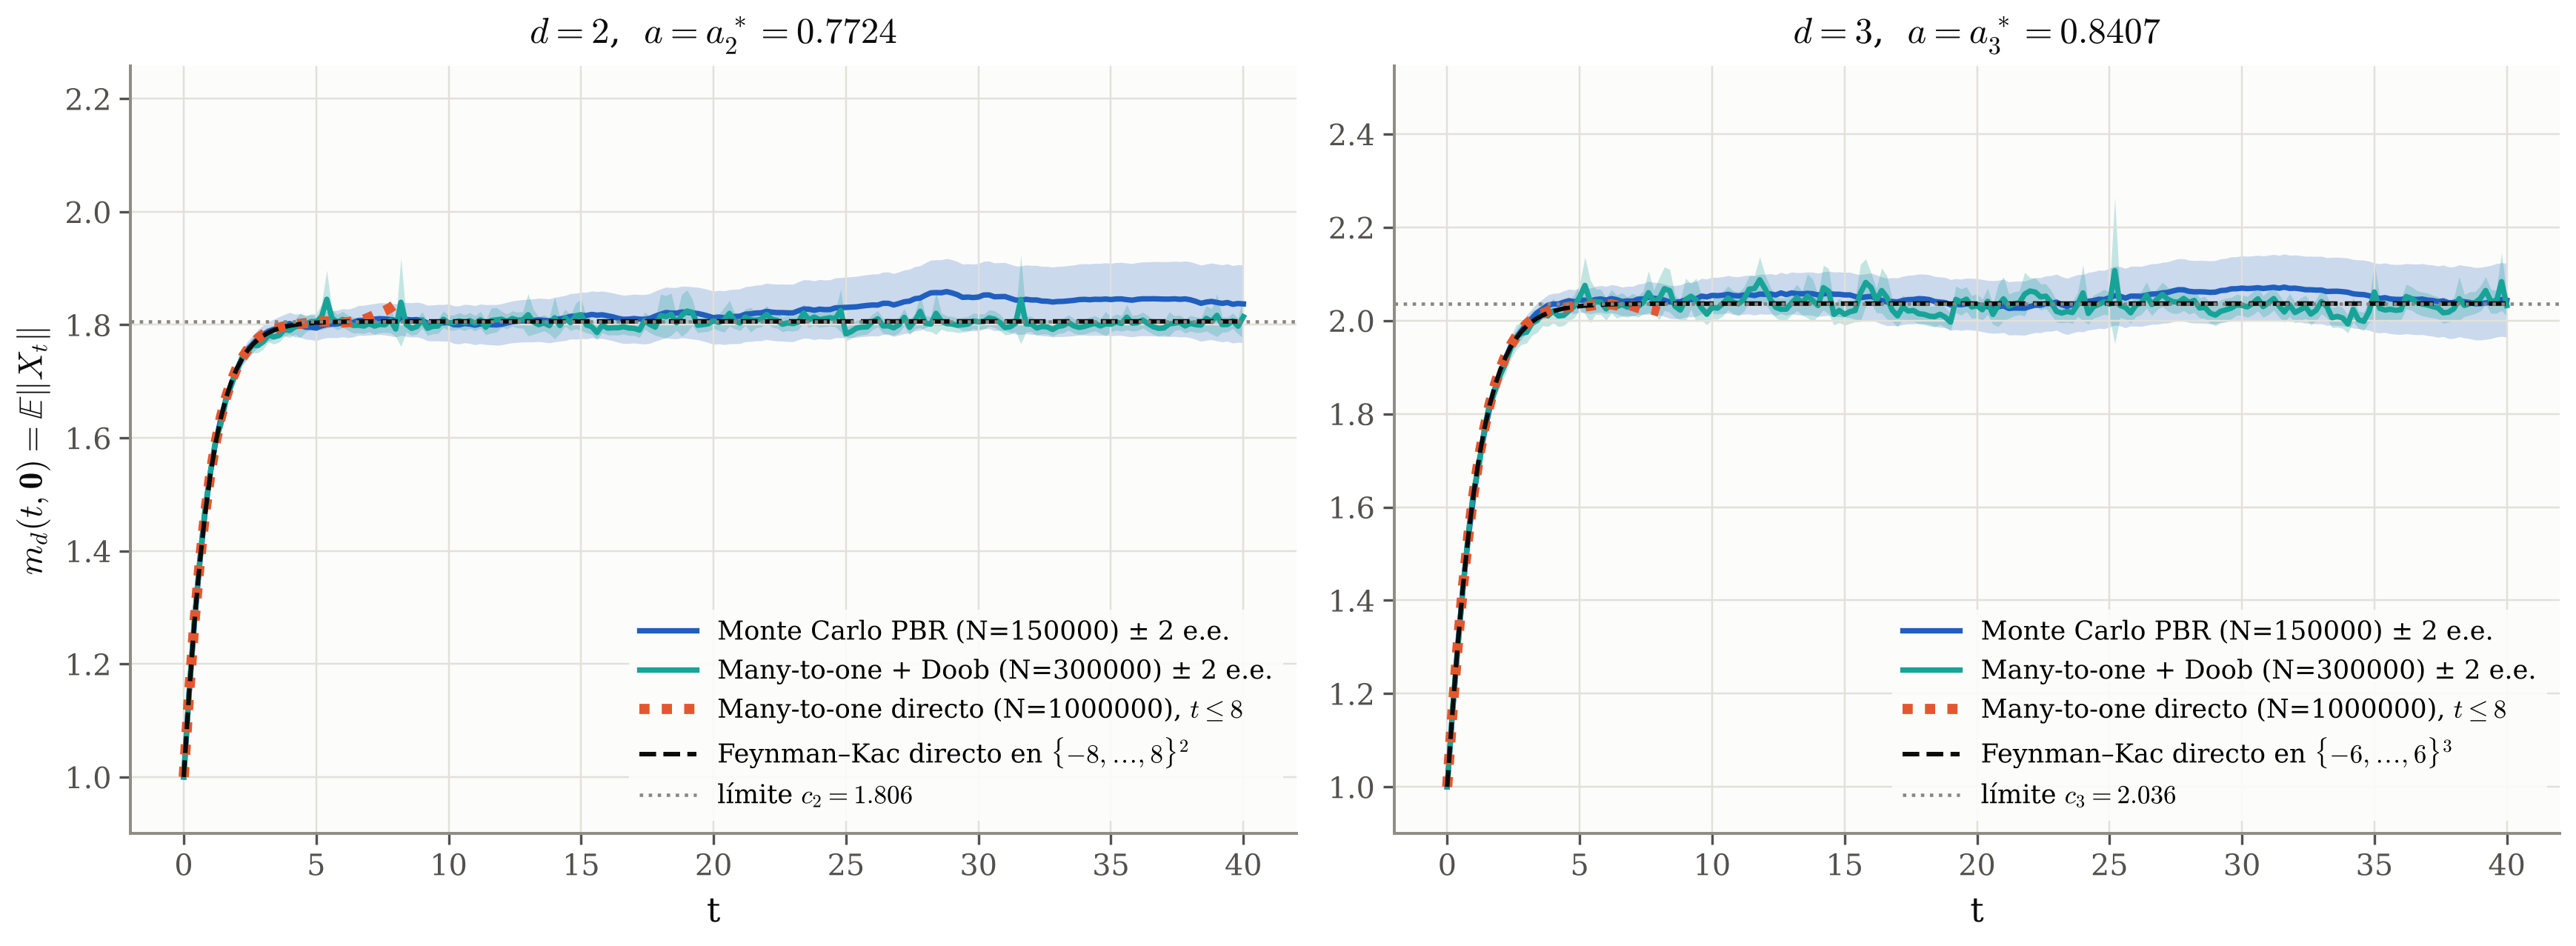 d = 2, a = a₂* = 0.7724
m_d(t, 𝟎) = 𝔼‖X_t‖
2.2
2.0
1.8
1.6
1.4
1.2
1.0
Monte Carlo PBR (N=150000) ± 2 e.e.
Many-to-one + Doob (N=300000) ± 2 e.e.
Many-to-one directo (N=1000000), t ≤ 8
Feynman–Kac directo en {−8, …, 8}²
límite c₂ = 1.806
0 5 10 15 20 25 30 35 40
t
d = 3, a = a₃* = 0.8407
2.4
2.2
2.0
1.8
1.6
1.4
1.2
1.0
Monte Carlo PBR (N=150000) ± 2 e.e.
Many-to-one + Doob (N=300000) ± 2 e.e.
Many-to-one directo (N=1000000), t ≤ 8
Feynman–Kac directo en {−6, …, 6}³
límite c₃ = 2.036
0 5 10 15 20 25 30 35 40
t